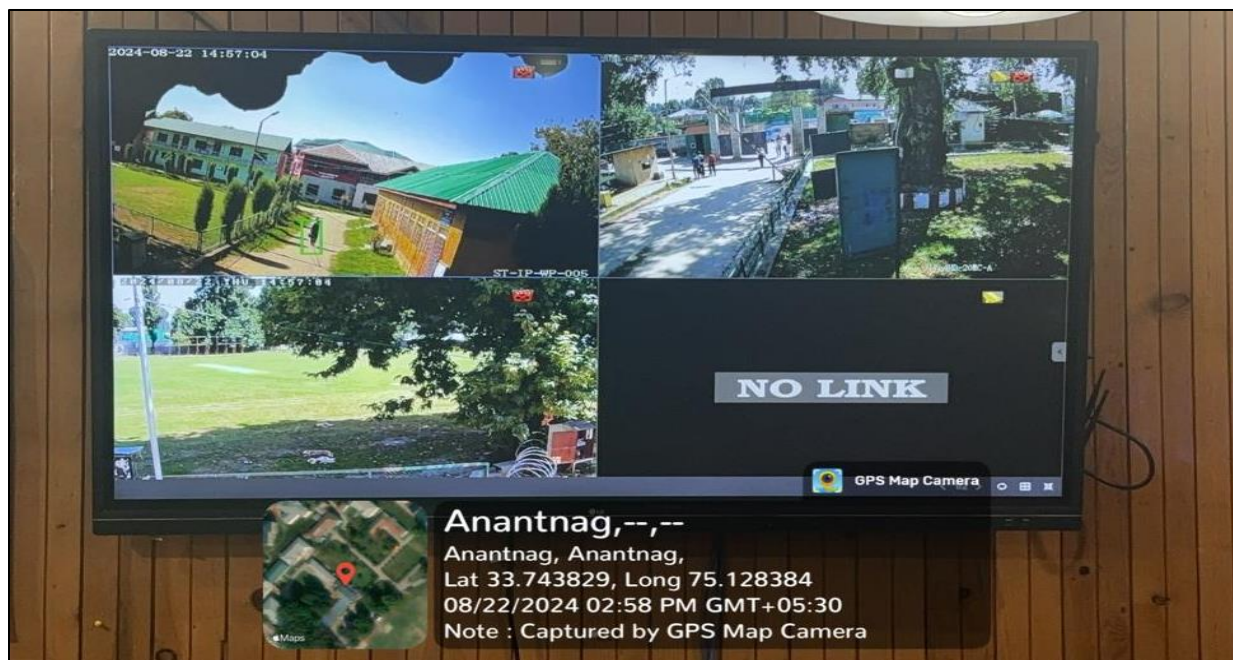 2024-08-22 14:57:04
ST-IP-WP-005
NO LINK
GPS Map Camera
Anantnag,--,--
Anantnag, Anantnag,
Lat 33.743829, Long 75.128384
08/22/2024 02:58 PM GMT+05:30
Note : Captured by GPS Map Camera
Maps